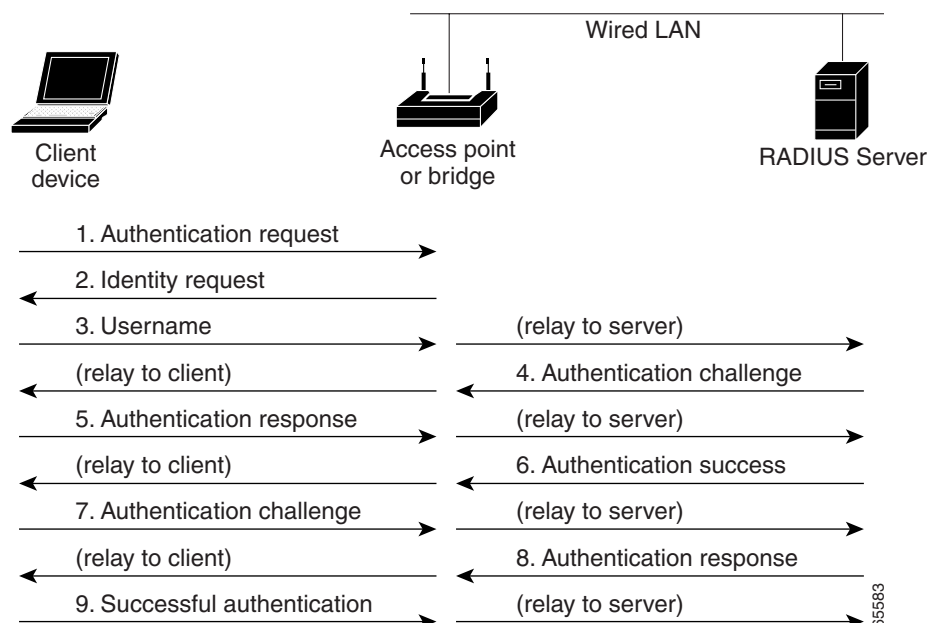 Wired LAN
Client
device
Access point
or bridge
RADIUS Server
1. Authentication request
2. Identity request
3. Username
(relay to server)
(relay to client)
4. Authentication challenge
5. Authentication response
(relay to server)
(relay to client)
6. Authentication success
7. Authentication challenge
(relay to server)
(relay to client)
8. Authentication response
9. Successful authentication
(relay to server)